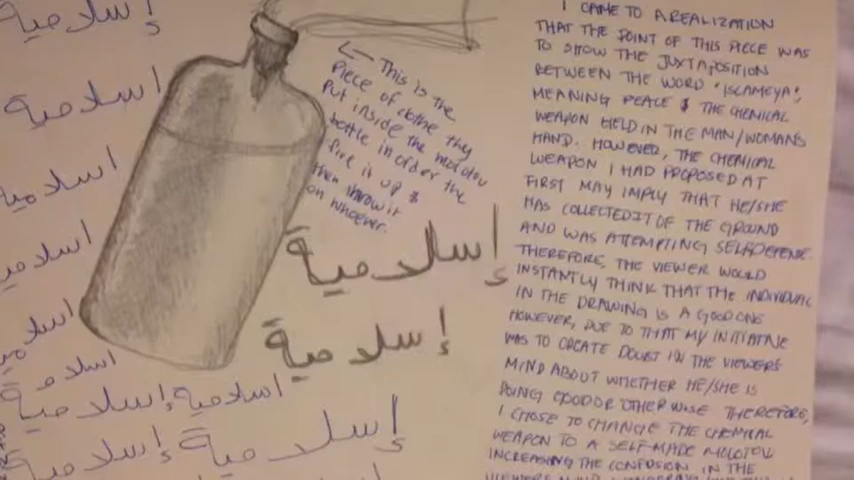 إسلامية
اسلامية
اسلامية
اسلامية
اسلامية
اسلامية
إسلامية
اسلامية
إسلامية
إسلامية
← This is the
Piece of clothe they
Put inside the molotov
bottle in order the
fire it up &
then throw it
on whoever.
إسلامية
إسلامية
I CAME TO A REALIZATION
THAT THE POINT OF THIS PIECE WAS
TO SHOW THE JUXTAPOSITION
BETWEEN THE WORD "ISLAMEYA",
MEANING PEACE & THE CHEMICAL
WEAPON HELD IN THE MAN/WOMANS
HAND. HOWEVER, THE CHEMICAL
WEAPON I HAD PROPOSED AT
FIRST MAY IMPLY THAT HE/SHE
HAS COLLECTED IT OF THE GROUND
AND WAS ATTEMPTING SELFDEFENSE.
THEREFORE, THE VIEWER WOULD
INSTANTLY THINK THAT THE INDIVIDUAL
IN THE DRAWING IS A GOOD ONE
HOWEVER, DUE TO THAT MY INITIATIVE
WAS TO CREATE DOUBT IN THE VIEWERS
MIND ABOUT WHETHER HE/SHE IS
DOING GOOD OR OTHERWISE THEREFORE,
I CHOSE TO CHANGE THE CHEMICAL
WEAPON TO A SELF-MADE MOLOTOV
INCREASING THE CONFUSION IN THE